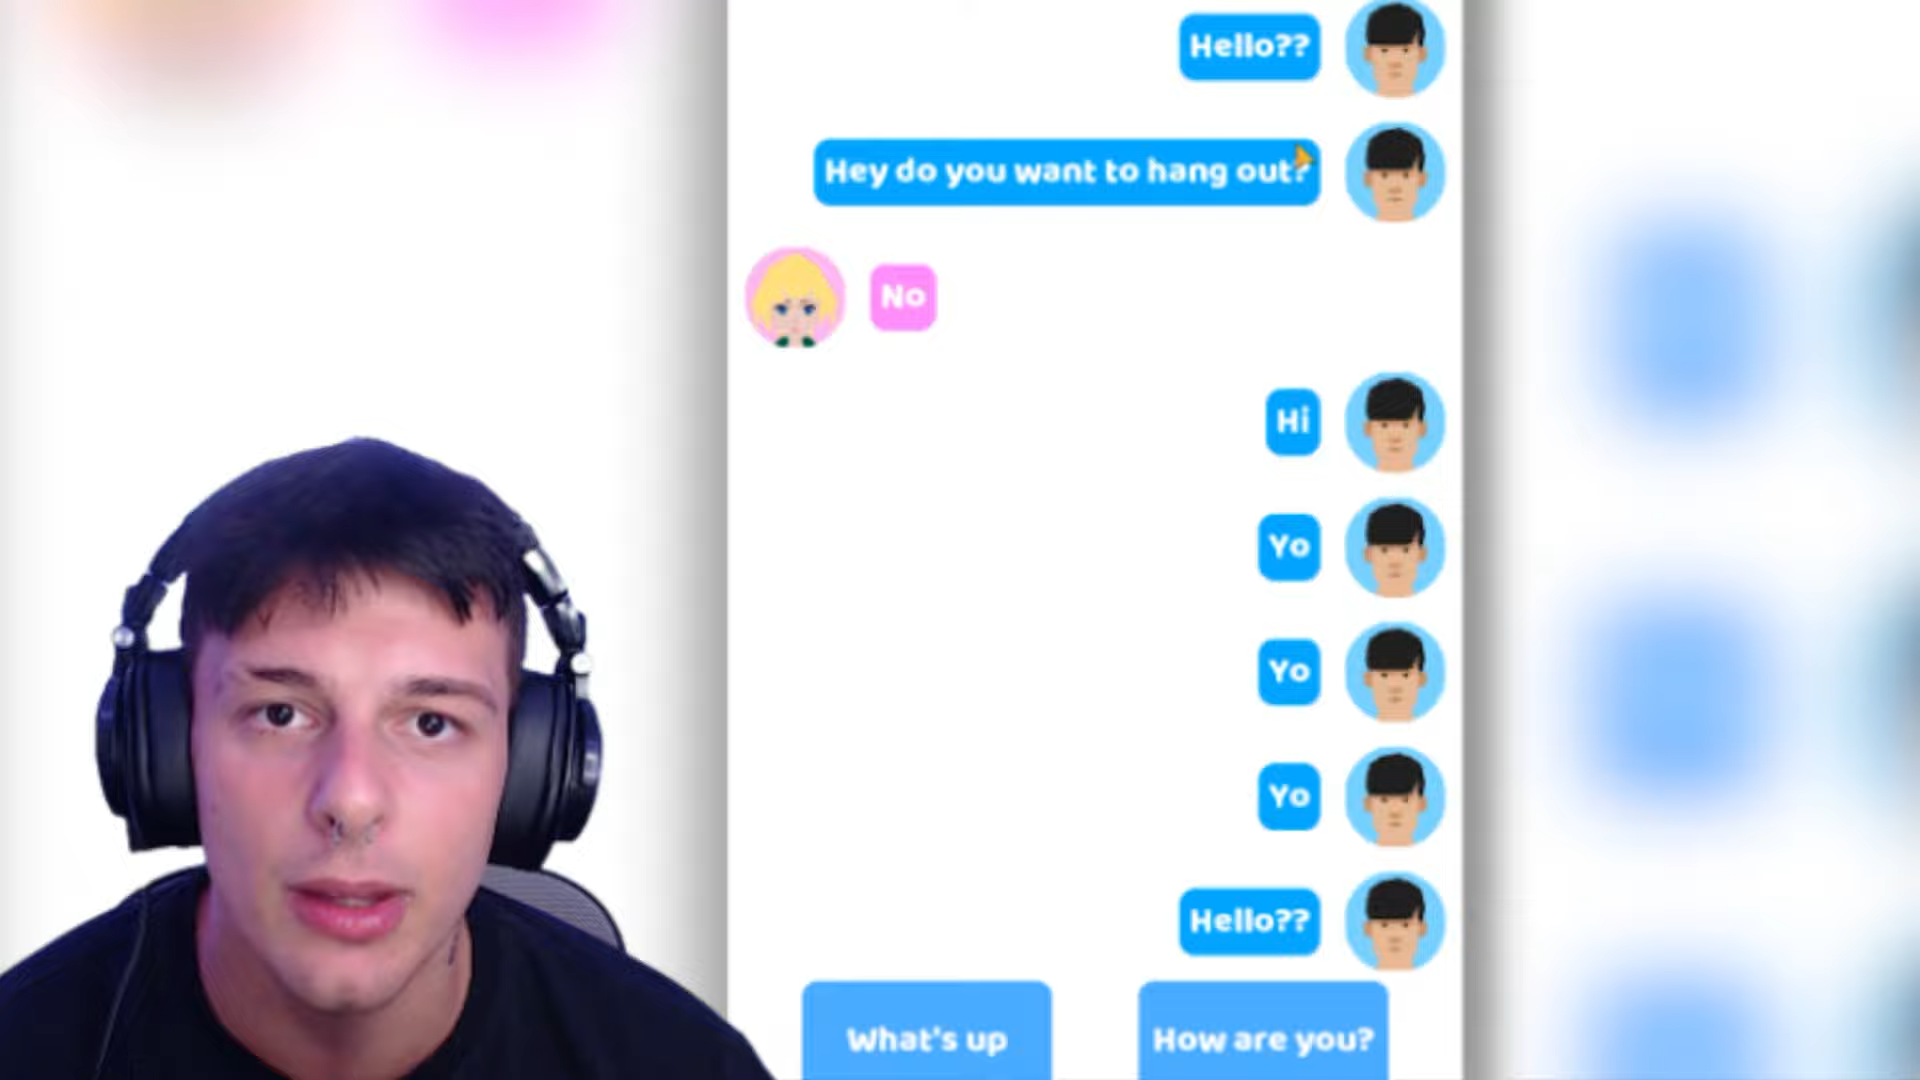 Hello??
Hey do you want to hang out?
No
Hi
Yo
Yo
Yo
Hello??
What's up
How are you?